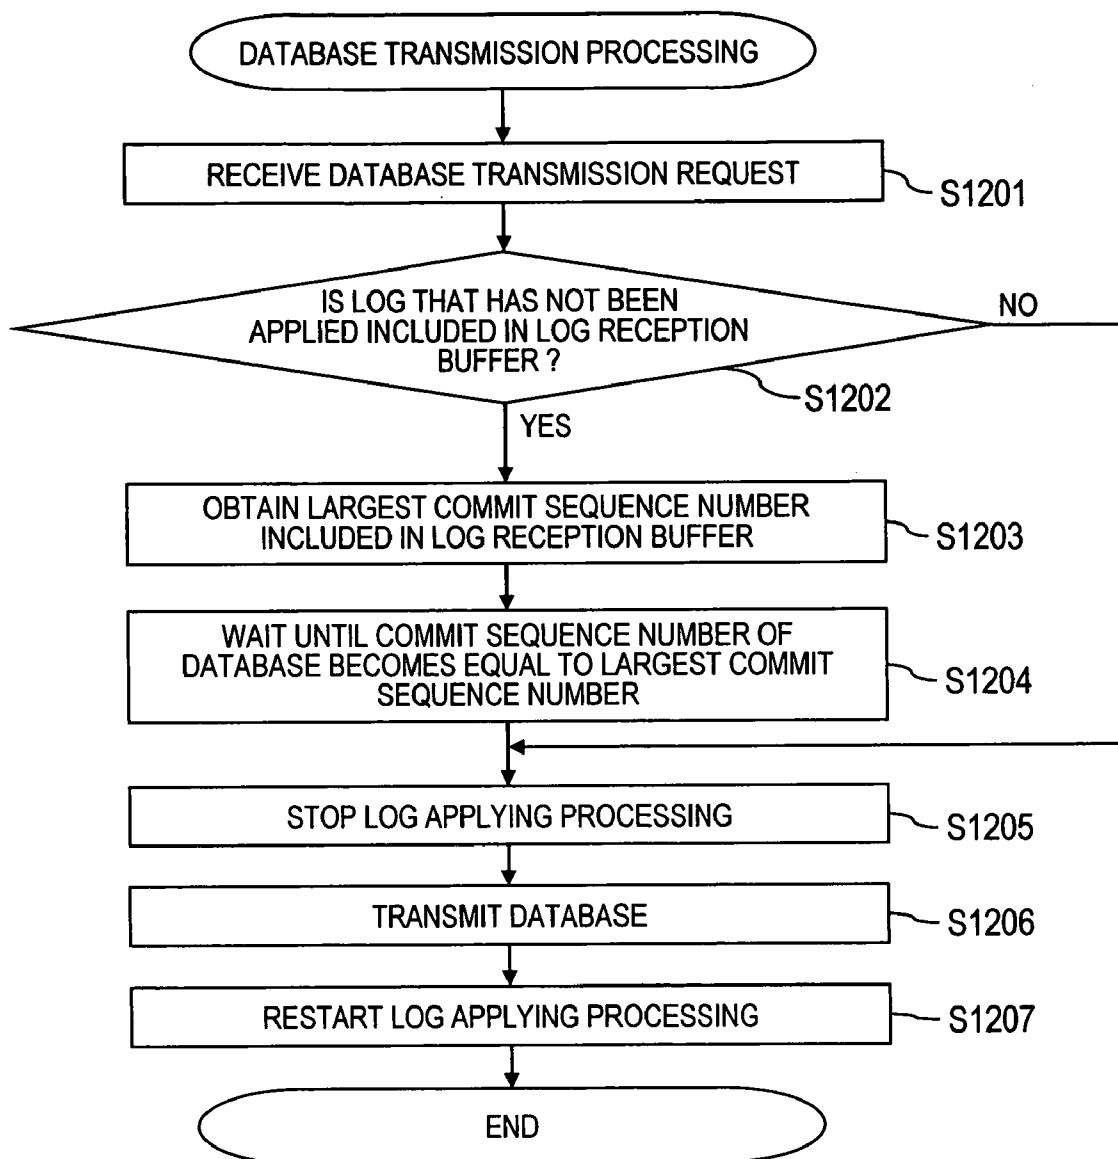 DATABASE TRANSMISSION PROCESSING
RECEIVE DATABASE TRANSMISSION REQUEST
S1201
IS LOG THAT HAS NOT BEEN
APPLIED INCLUDED IN LOG RECEPTION
BUFFER ?
NO
S1202
YES
OBTAIN LARGEST COMMIT SEQUENCE NUMBER
INCLUDED IN LOG RECEPTION BUFFER
S1203
WAIT UNTIL COMMIT SEQUENCE NUMBER OF
DATABASE BECOMES EQUAL TO LARGEST COMMIT
SEQUENCE NUMBER
S1204
STOP LOG APPLYING PROCESSING
S1205
TRANSMIT DATABASE
S1206
RESTART LOG APPLYING PROCESSING
S1207
END